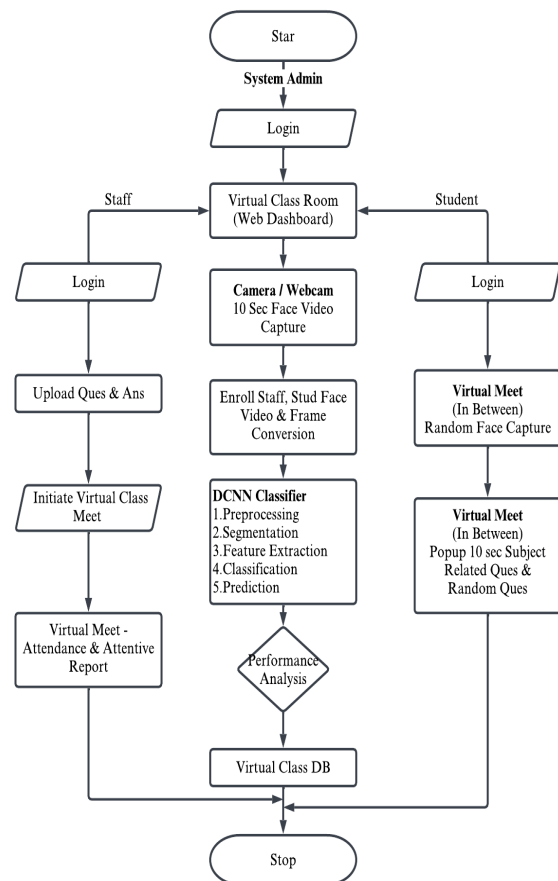 Star
System Admin
Login
Staff
Virtual Class Room
(Web Dashboard)
Student
Login
Camera / Webcam
10 Sec Face Video
Capture
Login
Upload Ques & Ans
Enroll Staff, Stud Face
Video & Frame
Conversion
Virtual Meet
(In Between)
Random Face Capture
Initiate Virtual Class
Meet
DCNN Classifier
1.Preprocessing
2.Segmentation
3.Feature Extraction
4.Classification
5.Prediction
Virtual Meet
(In Between)
Popup 10 sec Subject
Related Ques &
Random Ques
Virtual Meet -
Attendance & Attentive
Report
Performance
Analysis
Virtual Class DB
Stop